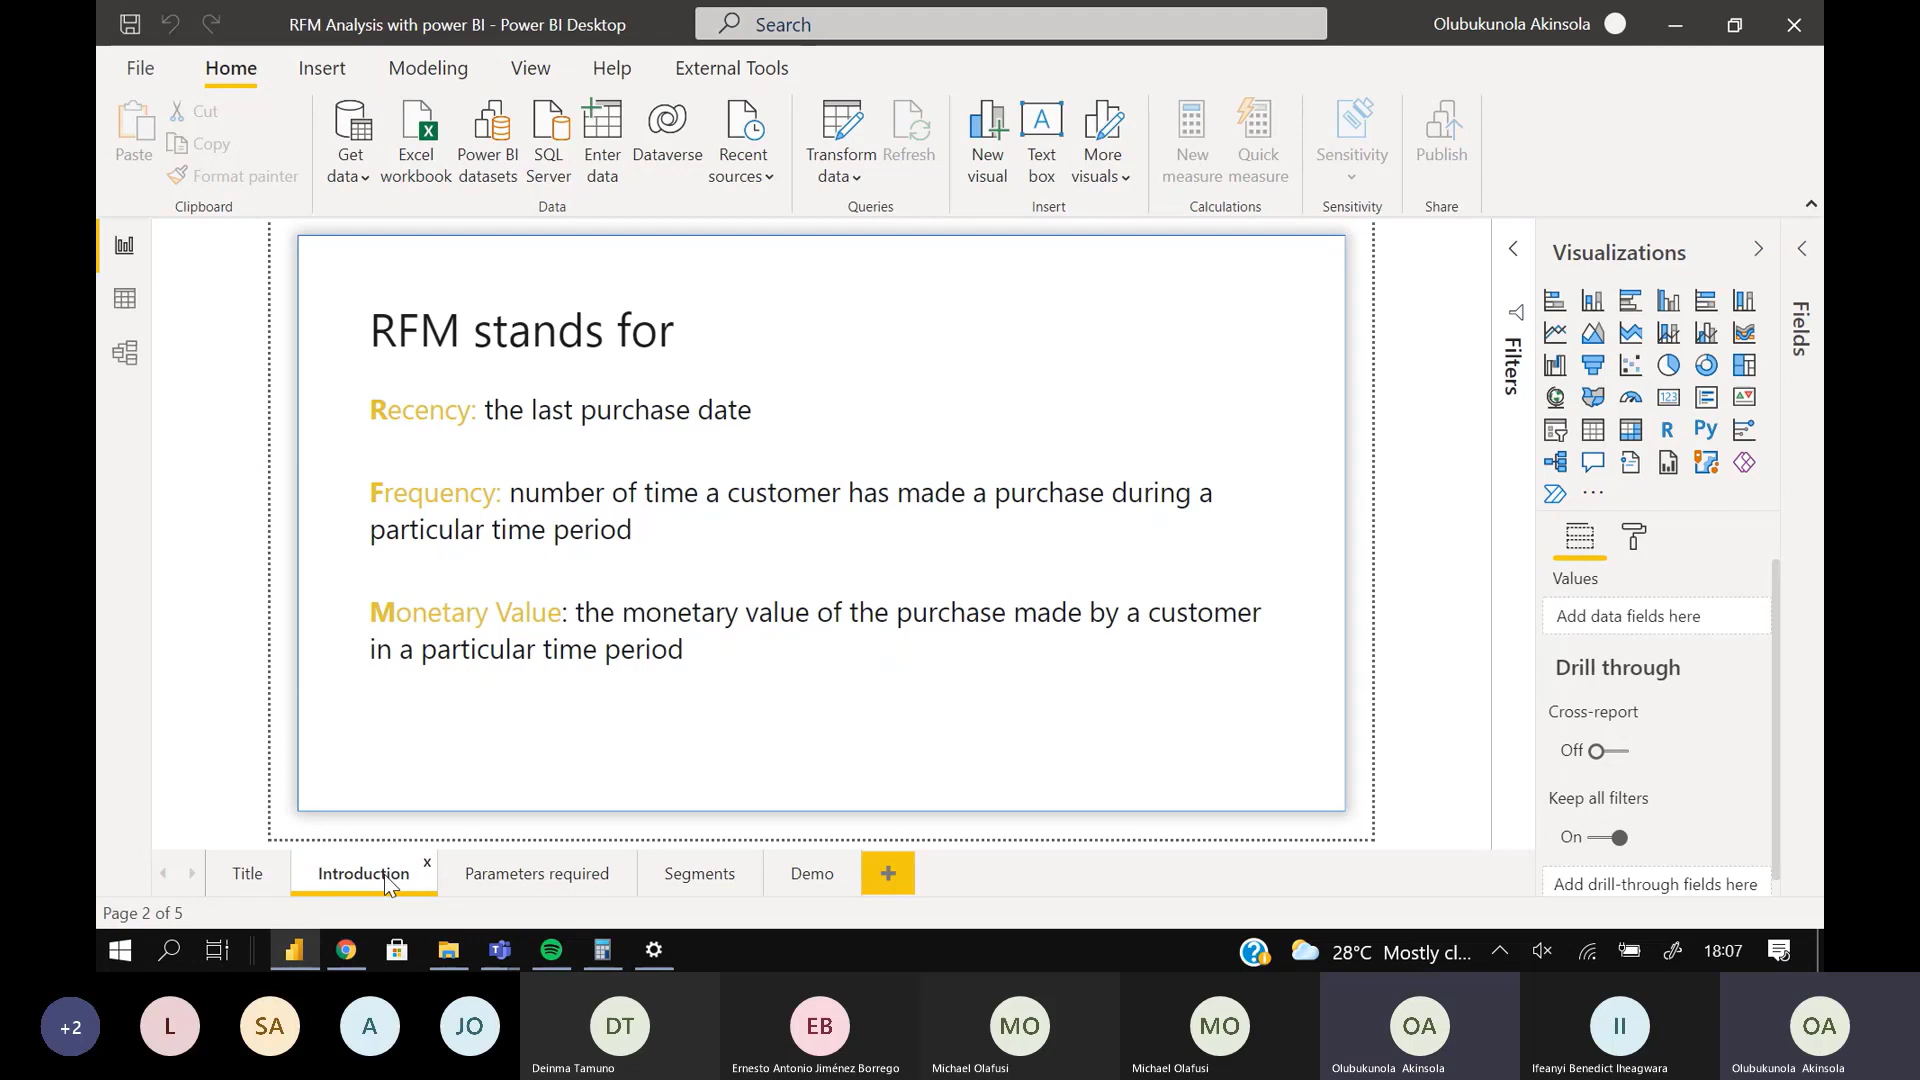 RFM Analysis with power BI - Power BI Desktop
Search
Olubukunola Akinsola
File
Home
Insert
Modeling
View
Help
External Tools
Paste
Cut
Copy
Format painter
Clipboard
Get
data
Excel
workbook
Power BI
datasets
SQL
Server
Enter
data
Dataverse
Recent
sources
Data
Transform
data
Refresh
Queries
New
visual
Text
box
More
visuals
Insert
New
measure
Quick
measure
Calculations
Sensitivity
Sensitivity
Publish
Share
RFM stands for
Recency: the last purchase date
Frequency: number of time a customer has made a purchase during a
particular time period
Monetary Value: the monetary value of the purchase made by a customer
in a particular time period
Filters
Visualizations
123
R
Py
Values
Add data fields here
Drill through
Cross-report
Off
Keep all filters
On
Add drill-through fields here
Fields
Title
Introduction
x
Parameters required
Segments
Demo
+
Page 2 of 5
28°C Mostly cl...
18:07
+2
L
SA
A
JO
DT
Deinma Tamuno
EB
Ernesto Antonio Jiménez Borrego
MO
Michael Olafusi
MO
Michael Olafusi
OA
Olubukunola Akinsola
II
Ifeanyi Benedict Iheagwara
OA
Olubukunola Akinsola